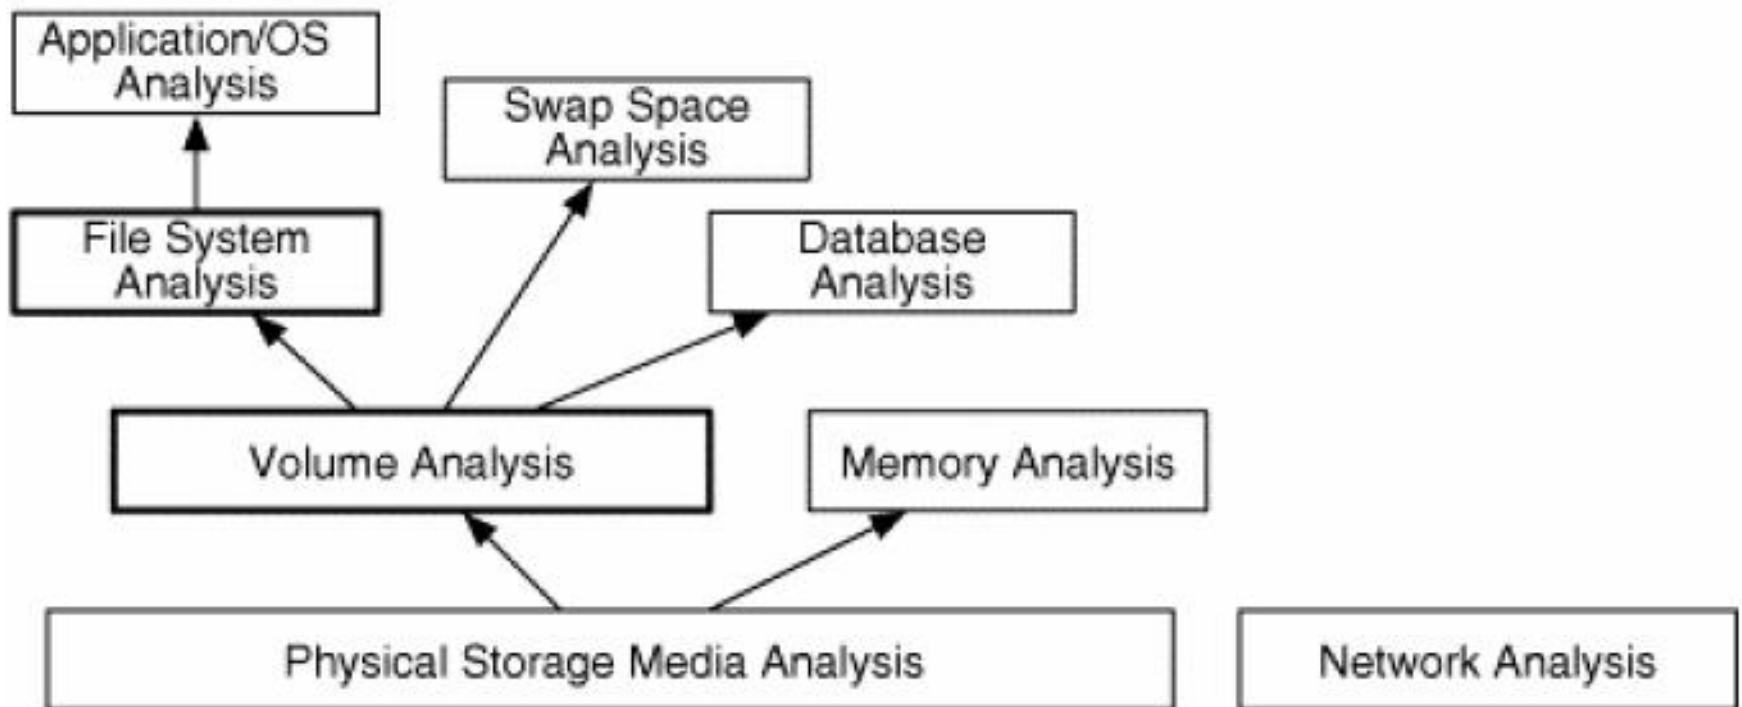 Application/OS
Analysis
Swap Space
Analysis
File System
Analysis
Database
Analysis
Volume Analysis
Memory Analysis
Physical Storage Media Analysis
Network Analysis